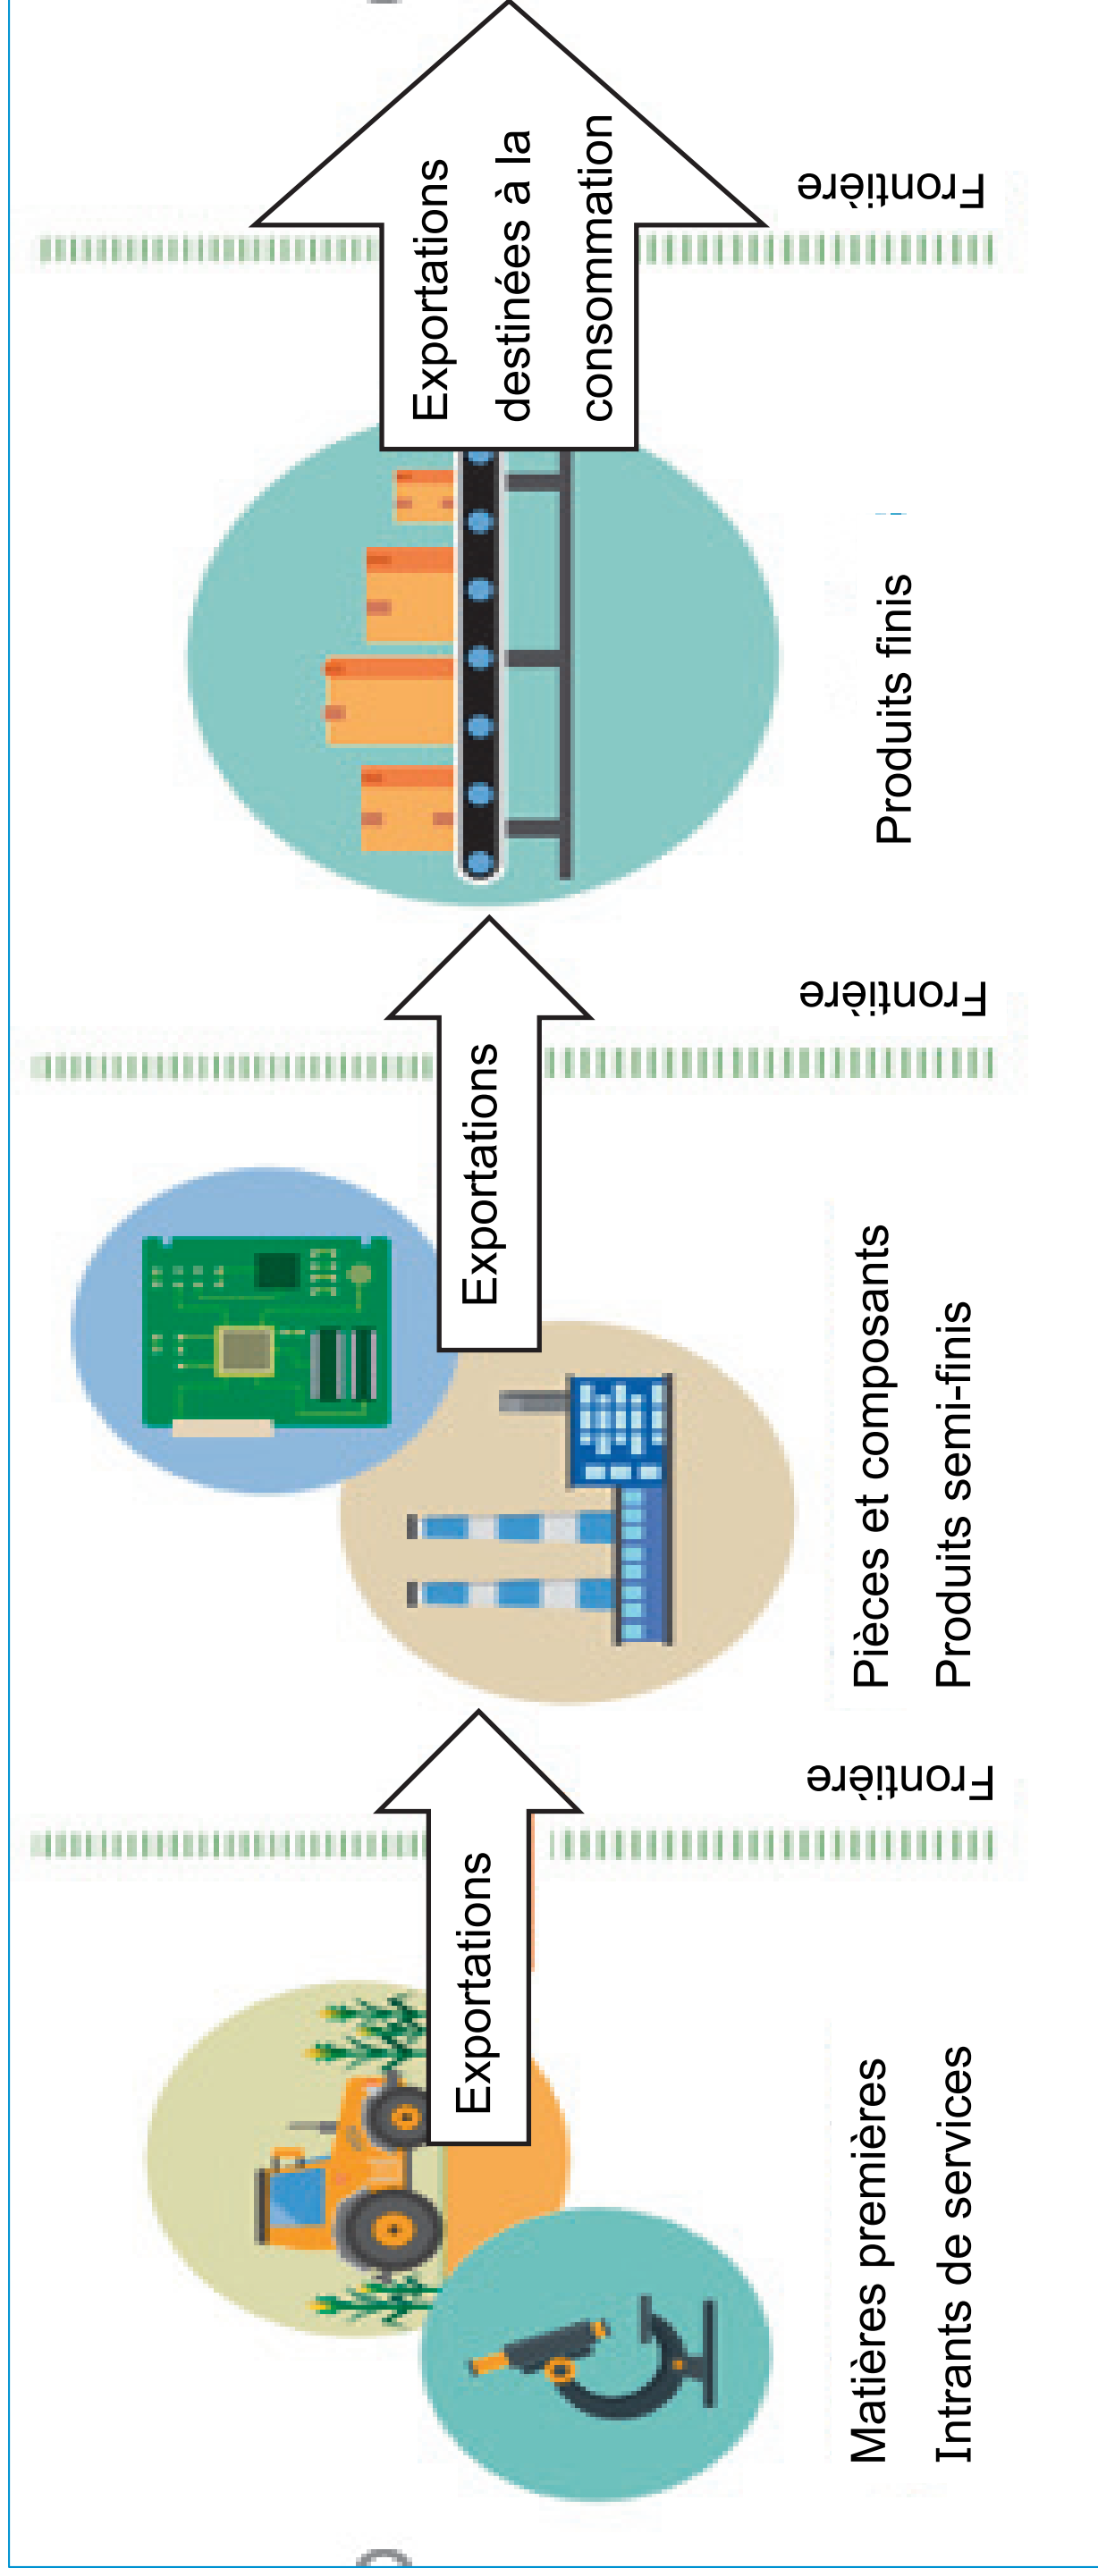 Matières premières
Intrants de services
Exportations
Frontière
Pièces et composants
Produits semi-finis
Exportations
Frontière
Produits finis
Exportations
destinées à la
consommation
Frontière